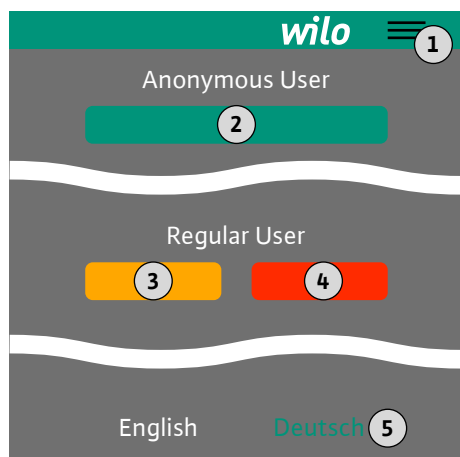 wilo
1
Anonymous User
2
Regular User
3 4
English Deutsch 5